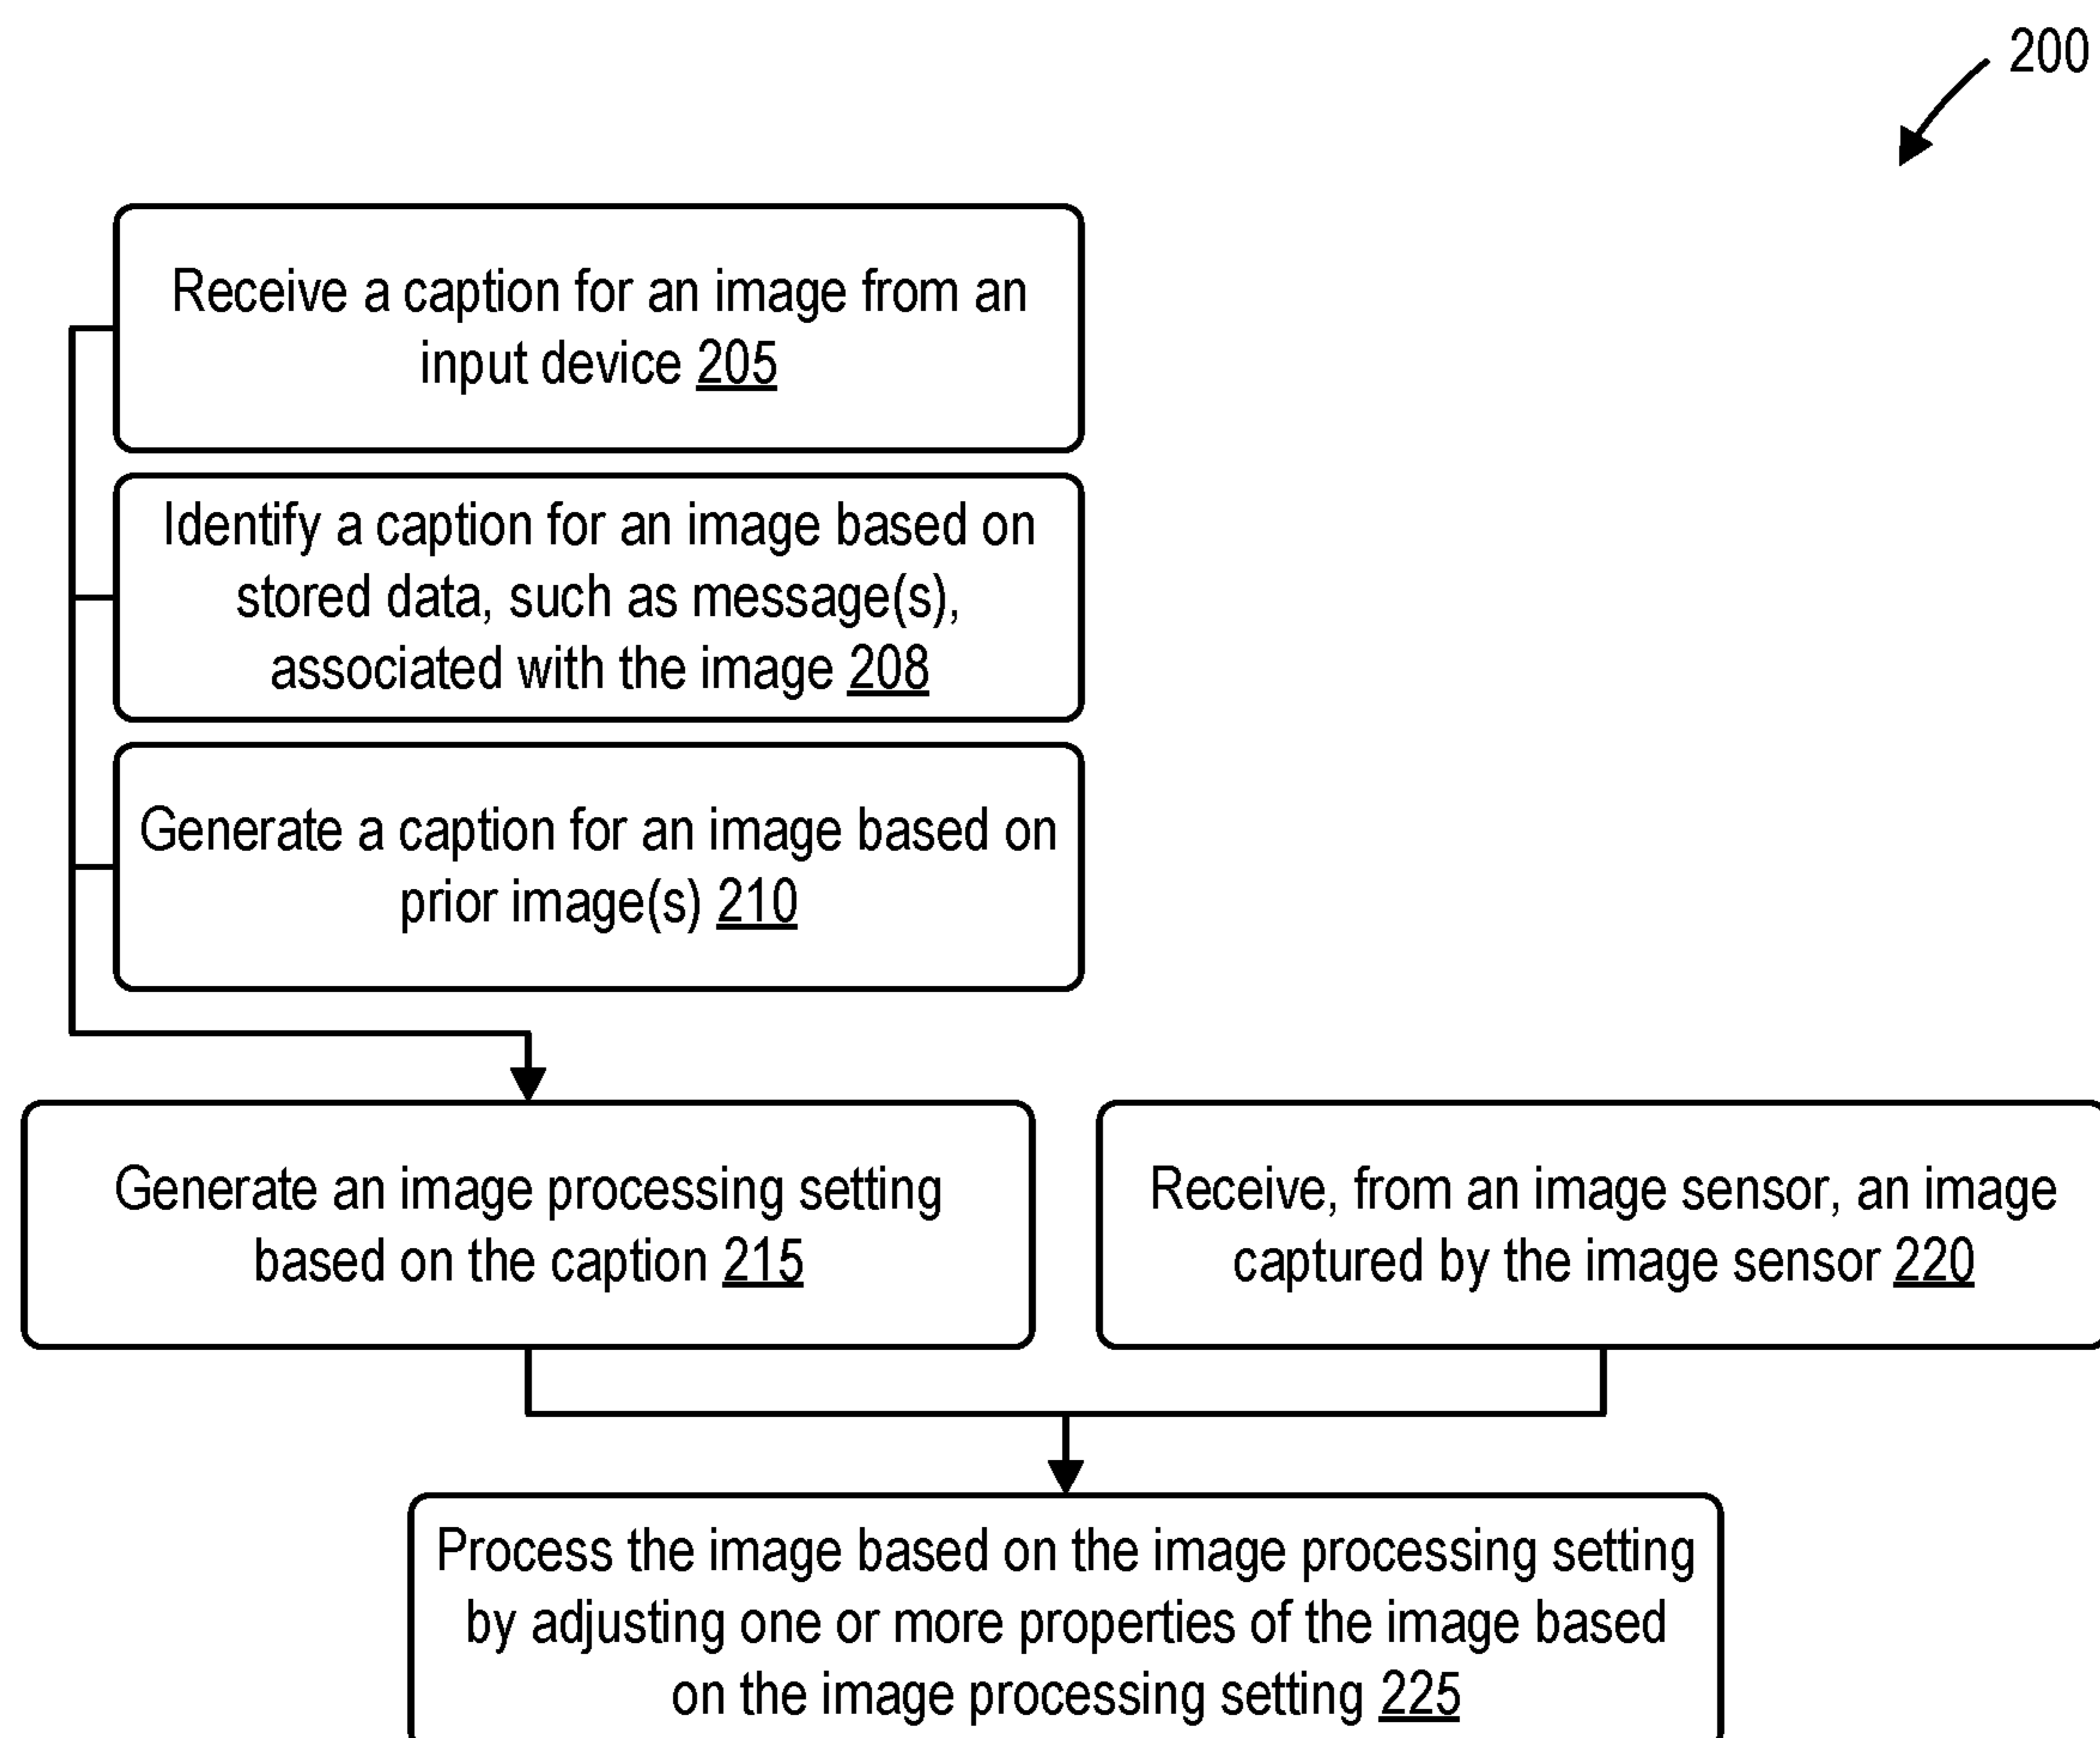 200
Receive a caption for an image from an
input device 205
Identify a caption for an image based on
stored data, such as message(s),
associated with the image 208
Generate a caption for an image based on
prior image(s) 210
Generate an image processing setting
based on the caption 215
Receive, from an image sensor, an image
captured by the image sensor 220
Process the image based on the image processing setting
by adjusting one or more properties of the image based
on the image processing setting 225